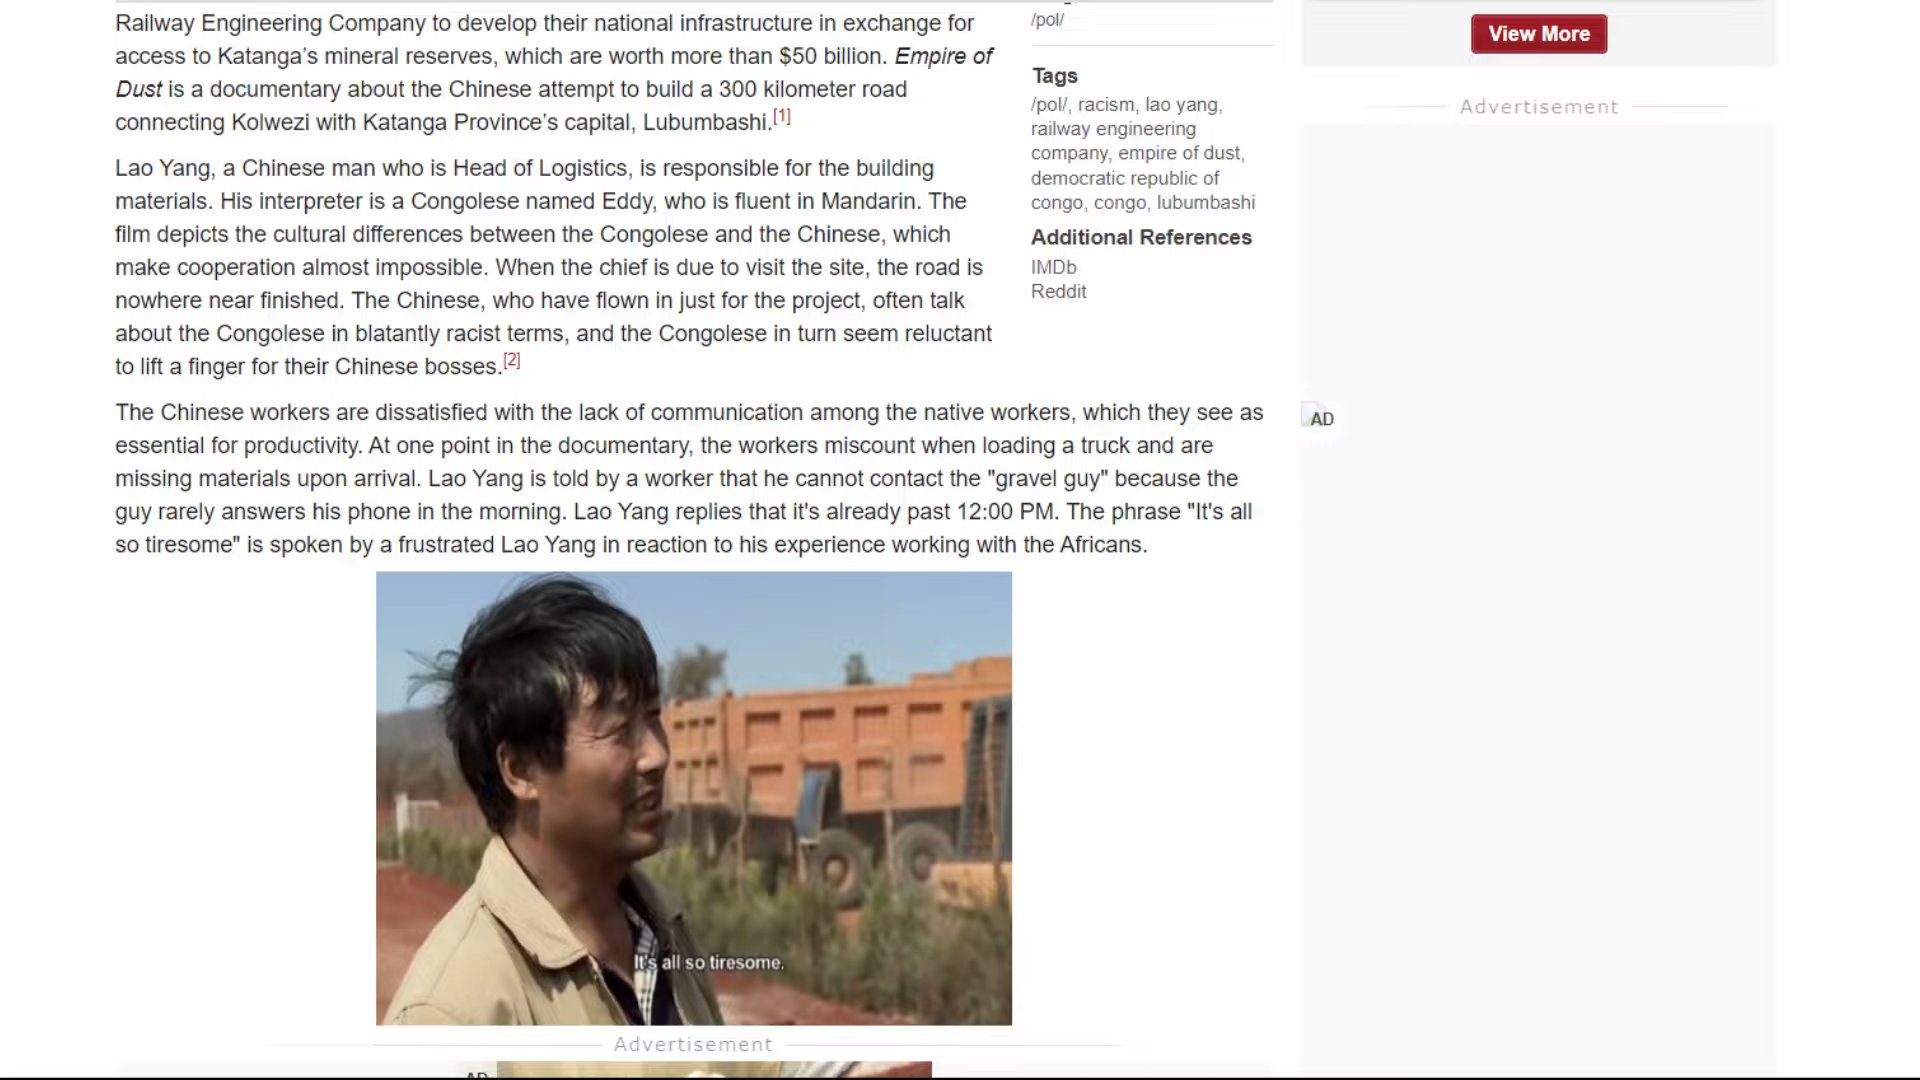 Railway Engineering Company to develop their national infrastructure in exchange for
access to Katanga's mineral reserves, which are worth more than $50 billion. Empire of
Dust is a documentary about the Chinese attempt to build a 300 kilometer road
connecting Kolwezi with Katanga Province's capital, Lubumbashi.[1]
Lao Yang, a Chinese man who is Head of Logistics, is responsible for the building
materials. His interpreter is a Congolese named Eddy, who is fluent in Mandarin. The
film depicts the cultural differences between the Congolese and the Chinese, which
make cooperation almost impossible. When the chief is due to visit the site, the road is
nowhere near finished. The Chinese, who have flown in just for the project, often talk
about the Congolese in blatantly racist terms, and the Congolese in turn seem reluctant
to lift a finger for their Chinese bosses.[2]
The Chinese workers are dissatisfied with the lack of communication among the native workers, which they see as
essential for productivity. At one point in the documentary, the workers miscount when loading a truck and are
missing materials upon arrival. Lao Yang is told by a worker that he cannot contact the "gravel guy" because the
guy rarely answers his phone in the morning. Lao Yang replies that it's already past 12:00 PM. The phrase "It's all
so tiresome" is spoken by a frustrated Lao Yang in reaction to his experience working with the Africans.
It's all so tiresome.
Advertisement
AD
/pol/
Tags
/pol/, racism, lao yang,
railway engineering
company, empire of dust,
democratic republic of
congo, congo, lubumbashi
Additional References
IMDb
Reddit
View More
Advertisement
AD